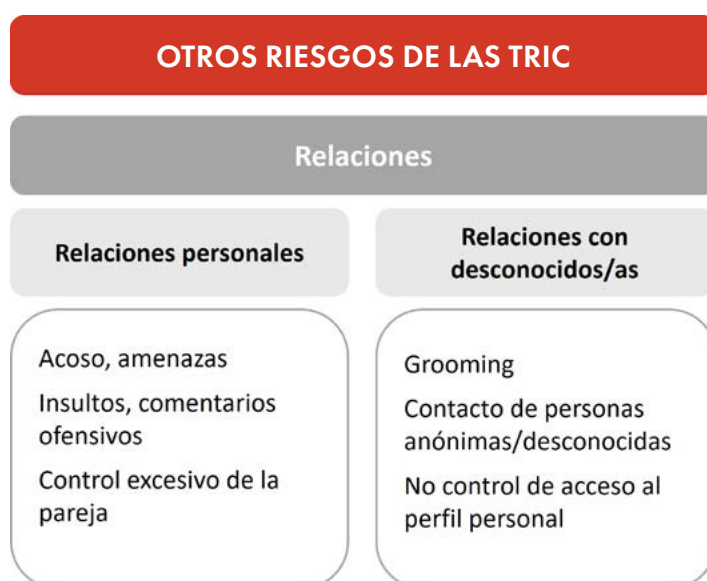 OTROS RIESGOS DE LAS TRIC
Relaciones
Relaciones personales
Acoso, amenazas
Insultos, comentarios
ofensivos
Control excesivo de la
pareja
Relaciones con
desconocidos/as
Grooming
Contacto de personas
anónimas/desconocidas
No control de acceso al
perfil personal